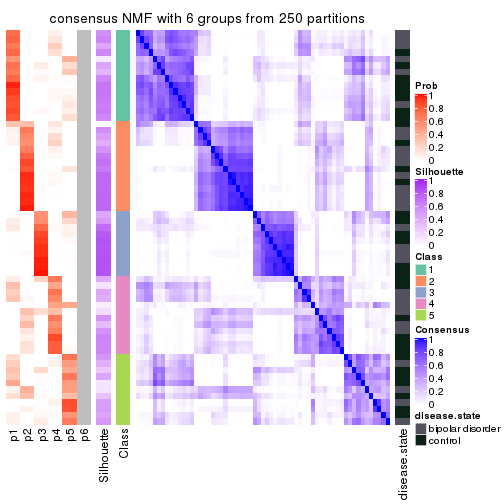 consensus NMF with 6 groups from 250 partitions
Prob
1
0.8
0.6
0.4
0.2
0
Silhouette
1
0.8
0.6
0.4
0.2
0
Class
1
2
3
4
5
Consensus
1
0.8
0.6
0.4
0.2
0
disease.state
bipolar disorder
control
p1
p2
p3
p4
p5
p6
Silhouette
Class
disease.state